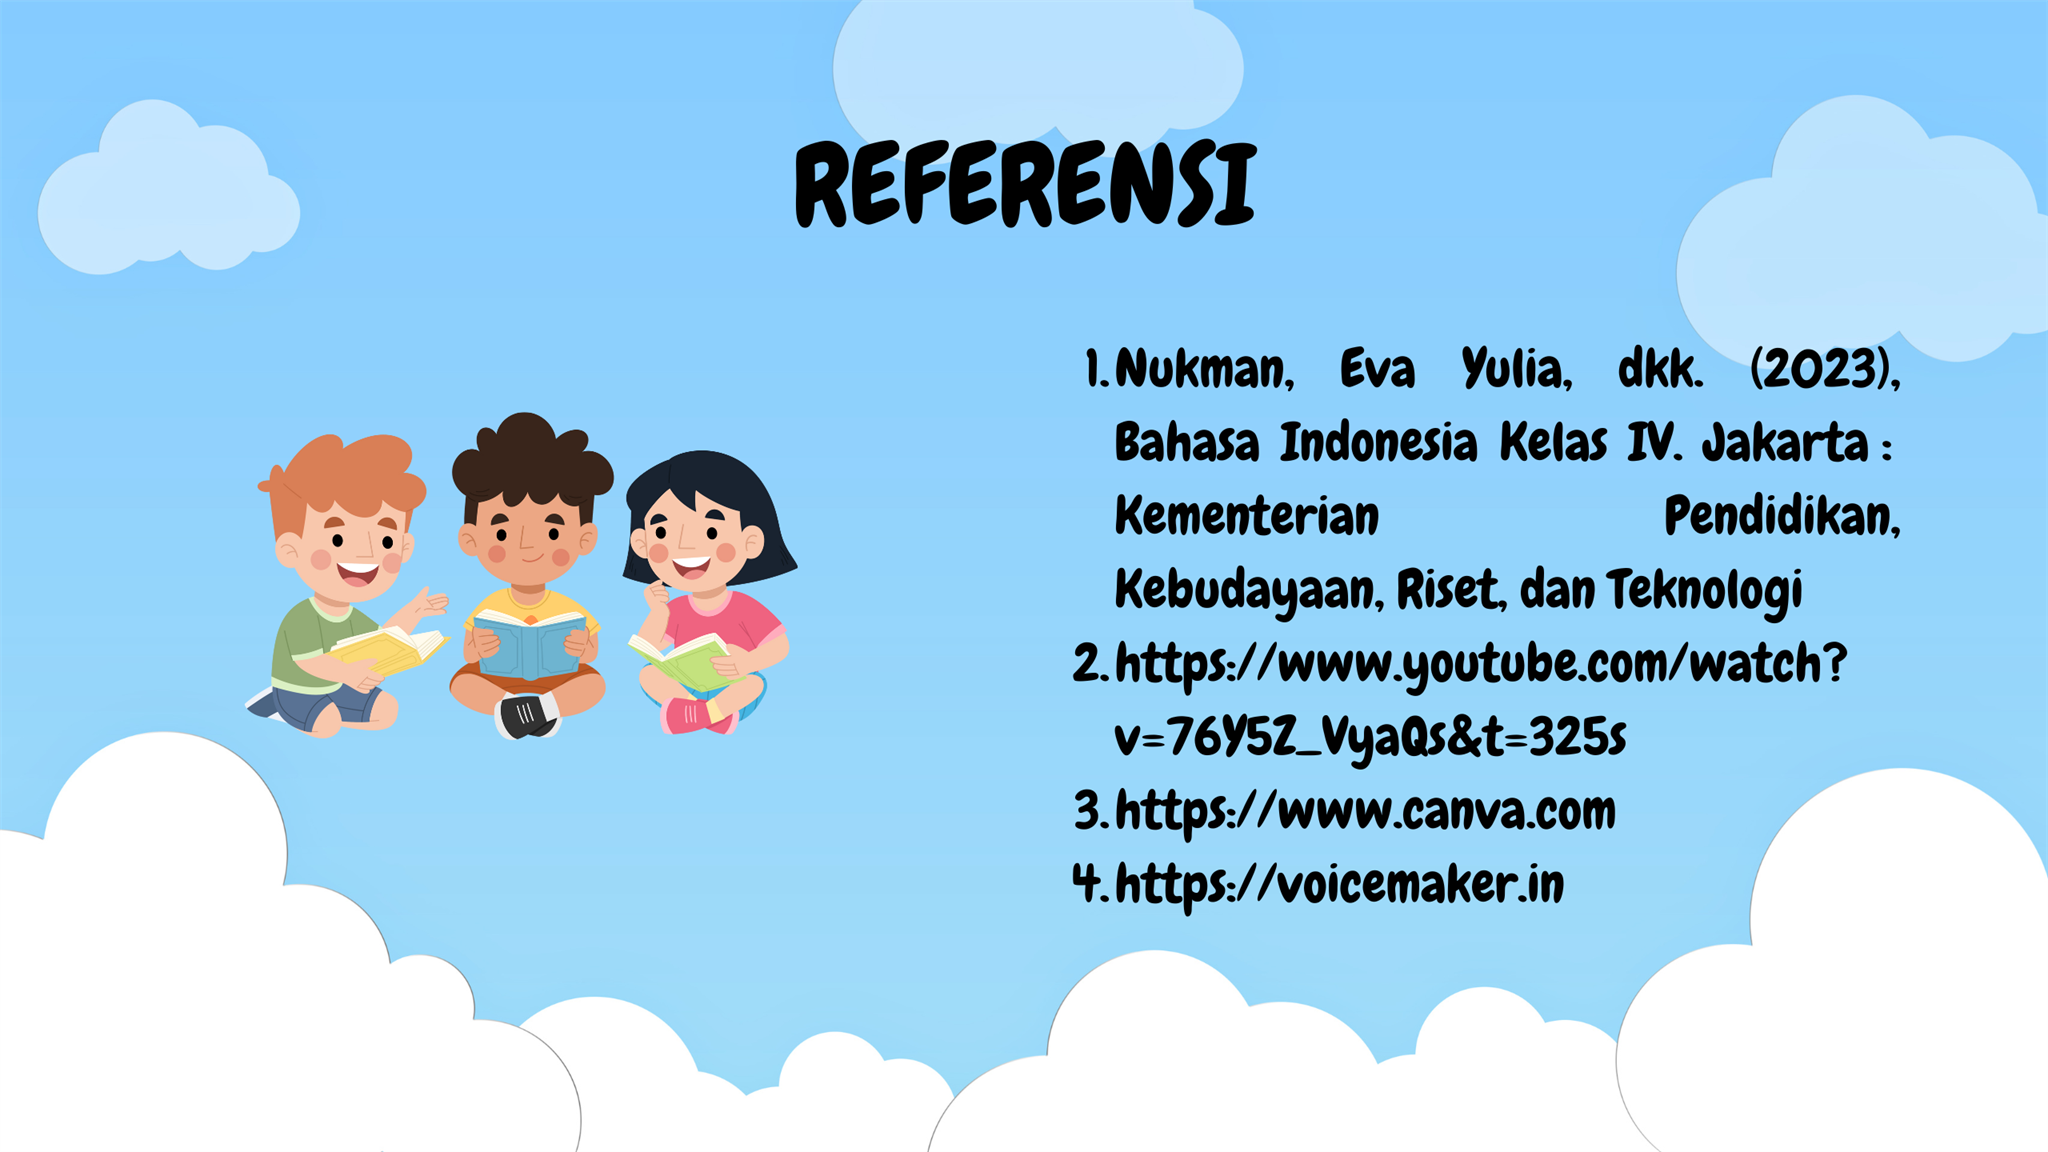 REFERENSI
1. Nukman, Eva Yulia, dkk. (2023),
Bahasa Indonesia Kelas IV. Jakarta :
Kementerian Pendidikan,
Kebudayaan, Riset, dan Teknologi
2. https://www.youtube.com/watch?
v=76Y5Z_VyaQs&t=325s
3. https://www.canva.com
4. https://voicemaker.in